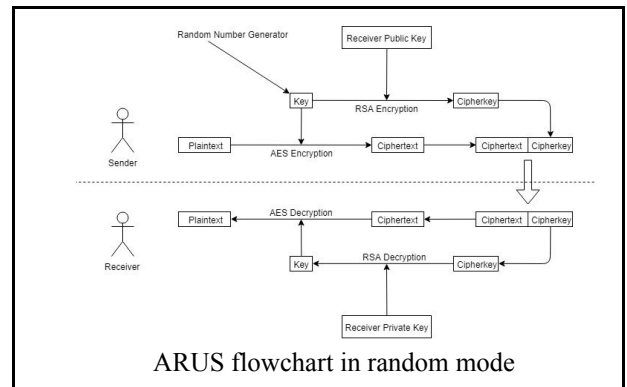 Random Number Generator
Receiver Public Key
Key
RSA Encryption
Cipherkey
Sender
Plaintext
AES Encryption
Ciphertext
Ciphertext
Cipherkey
Receiver
Plaintext
AES Decryption
Ciphertext
Ciphertext
Cipherkey
Key
RSA Decryption
Cipherkey
Receiver Private Key
ARUS flowchart in random mode